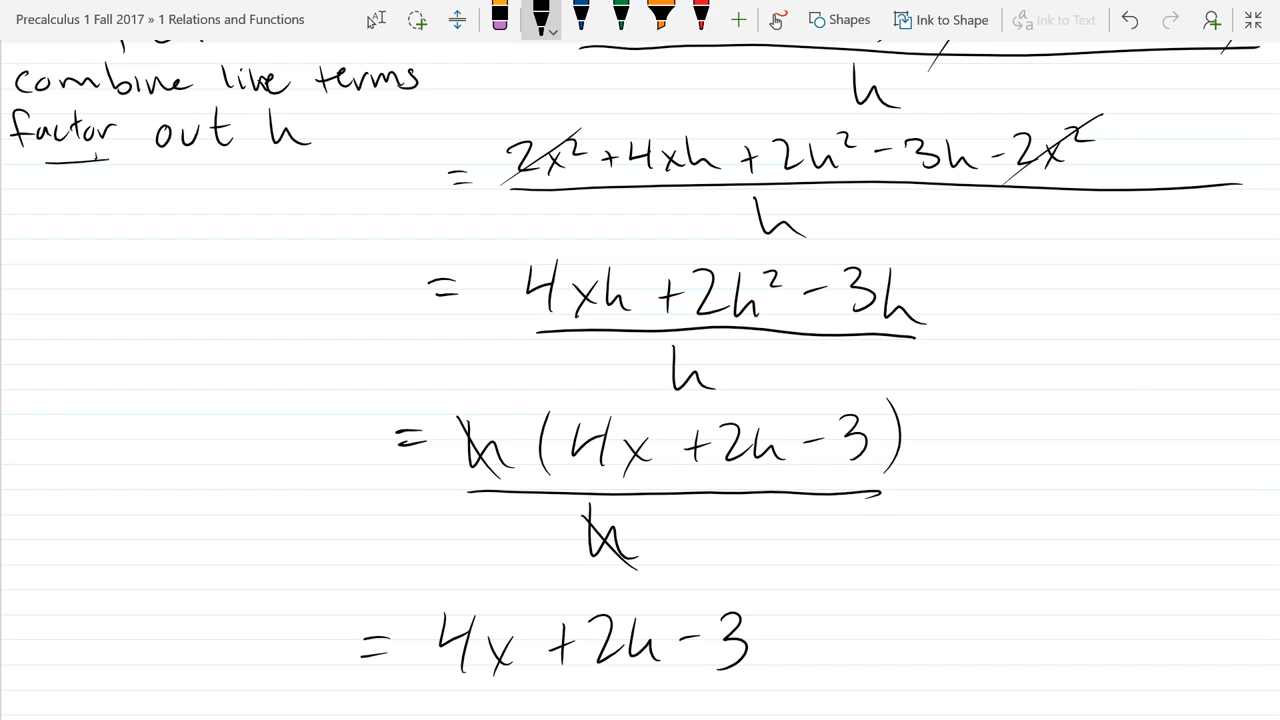 Precalculus 1 Fall 2017 » 1 Relations and Functions
Shapes
Ink to Shape
Ink to Text
combine like terms
factor out h
h
= 2x² + 4xh + 2h² - 3h - 2x²
h
= 4xh + 2h² - 3h
h
= h (4x + 2h - 3)
h
= 4x + 2h - 3